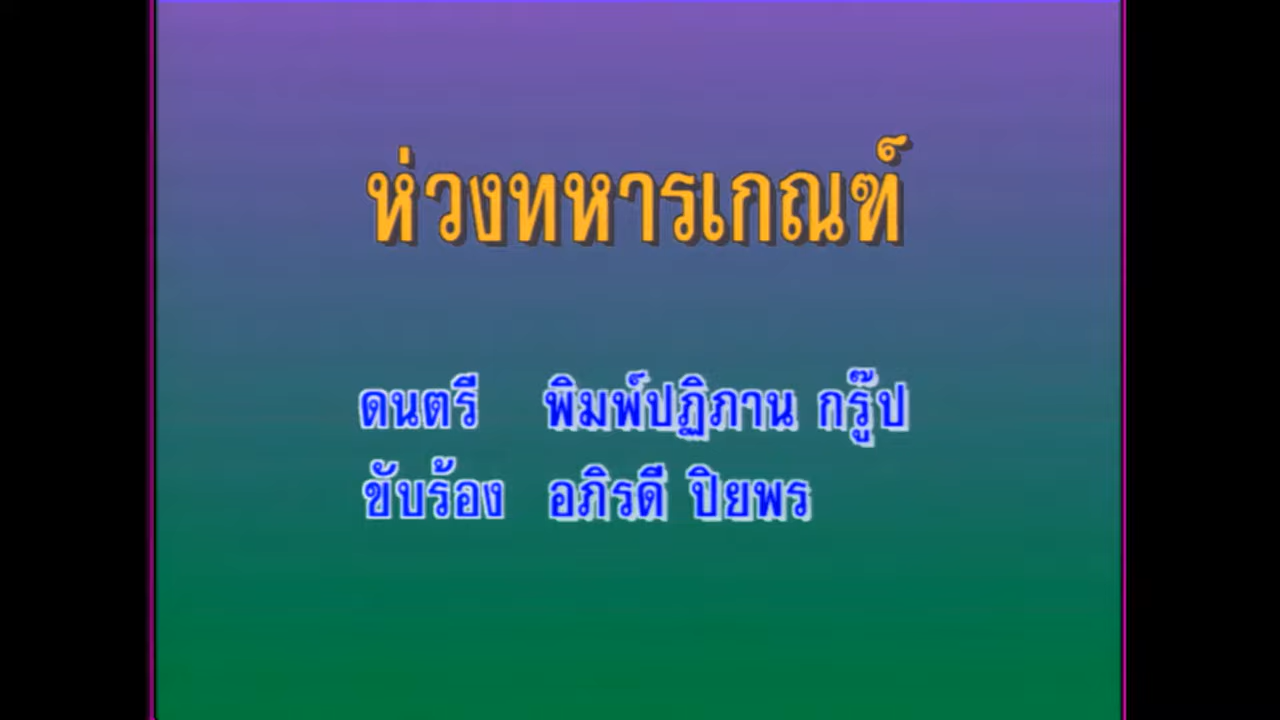 ห่วงทหารเกณฑ์
ดนตรี พิมพ์ปฏิภาน กรู๊ป
ขับร้อง อภิรดี ปิยพร